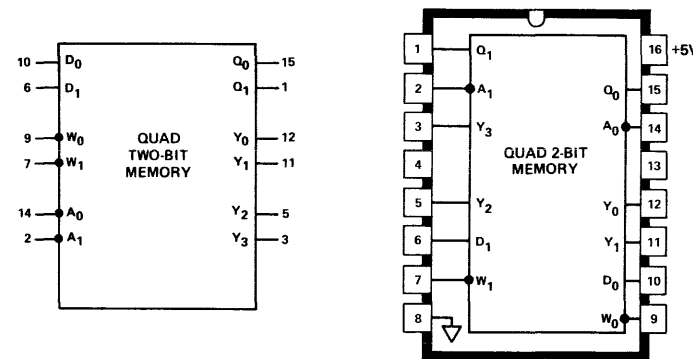 10 D0 Q0 15
6 D1 Q1 1
9 W0 Y0 12
7 W1 Y1 11
QUAD
TWO-BIT
MEMORY
14 A0 Y2 5
2 A1 Y3 3
1 Q1 16 +5V
2 A1 Q0 15
3 Y3 A0 14
4 13
QUAD 2-BIT
MEMORY
5 Y2 Y0 12
6 D1 Y1 11
7 W1 D0 10
8 W0 9